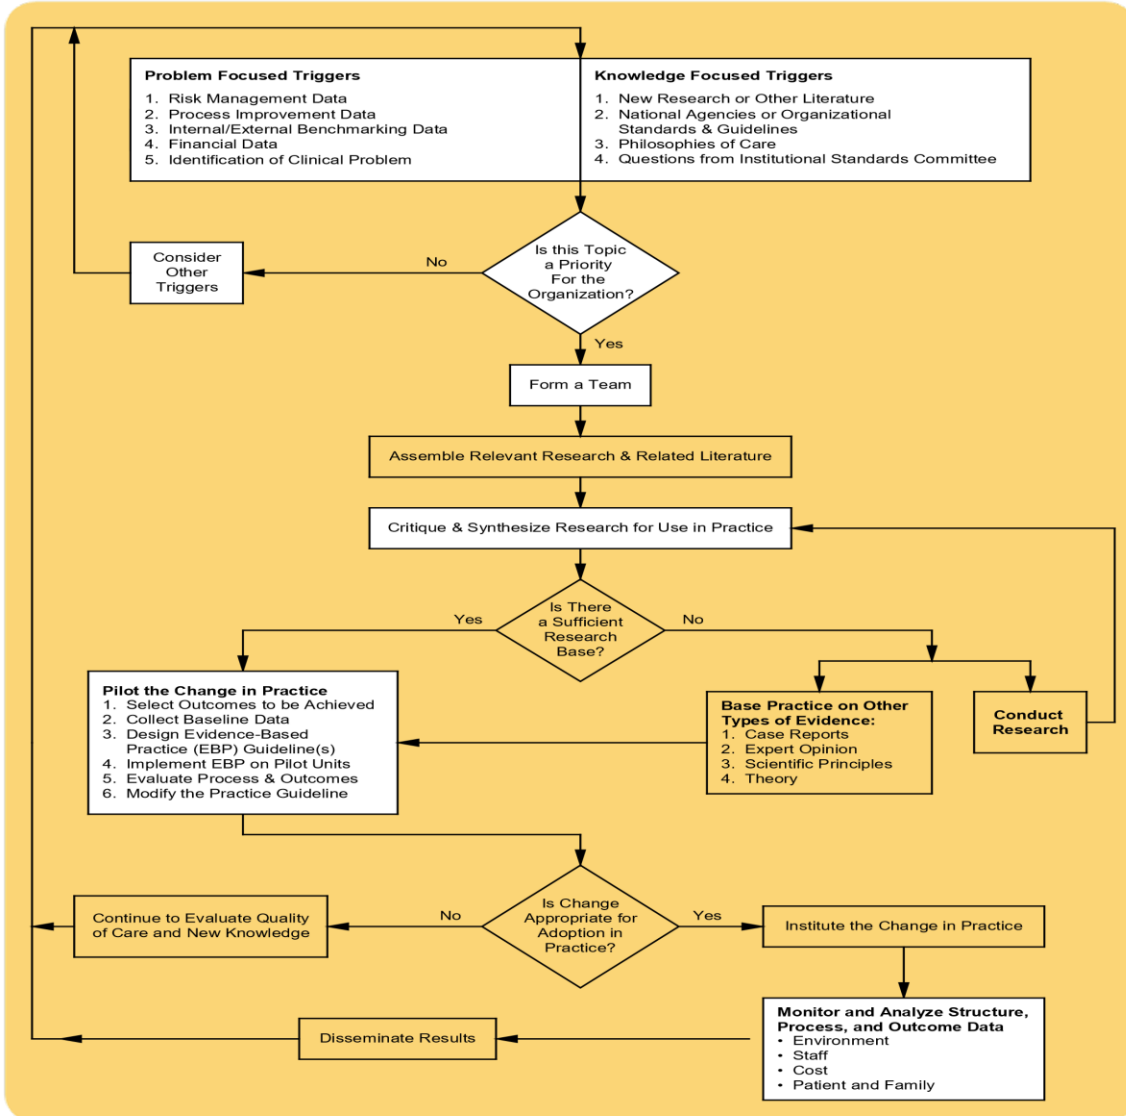 Problem Focused Triggers
1. Risk Management Data
2. Process Improvement Data
3. Internal/External Benchmarking Data
4. Financial Data
5. Identification of Clinical Problem
Knowledge Focused Triggers
1. New Research or Other Literature
2. National Agencies or Organizational
Standards & Guidelines
3. Philosophies of Care
4. Questions from Institutional Standards Committee
Is this Topic
a Priority
For the
Organization?
No
Consider
Other
Triggers
Yes
Form a Team
Assemble Relevant Research & Related Literature
Critique & Synthesize Research for Use in Practice
Is There
a Sufficient
Research
Base?
Yes
No
Pilot the Change in Practice
1. Select Outcomes to be Achieved
2. Collect Baseline Data
3. Design Evidence-Based
Practice (EBP) Guideline(s)
4. Implement EBP on Pilot Units
5. Evaluate Process & Outcomes
6. Modify the Practice Guideline
Base Practice on Other
Types of Evidence:
1. Case Reports
2. Expert Opinion
3. Scientific Principles
4. Theory
Conduct
Research
Is Change
Appropriate for
Adoption in
Practice?
No
Yes
Continue to Evaluate Quality
of Care and New Knowledge
Institute the Change in Practice
Monitor and Analyze Structure,
Process, and Outcome Data
• Environment
• Staff
• Cost
• Patient and Family
Disseminate Results